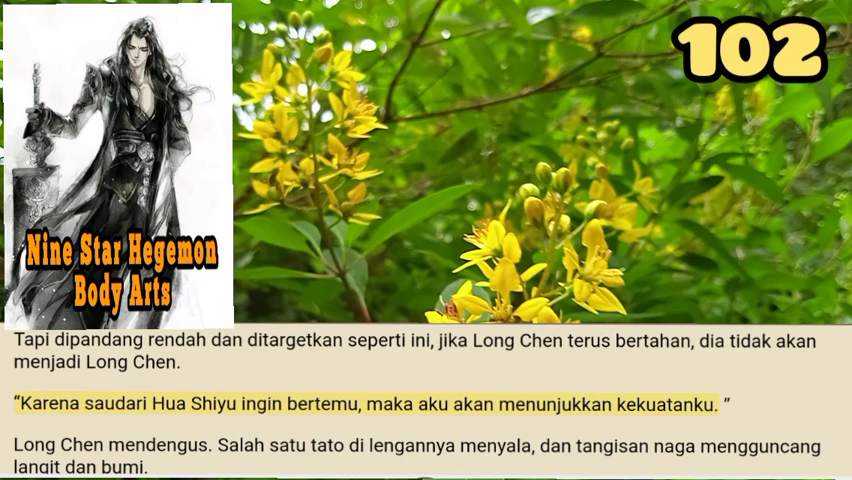 102
Nine Star Hegemon
Body Arts
Tapi dipandang rendah dan ditargetkan seperti ini, jika Long Chen terus bertahan, dia tidak akan
menjadi Long Chen.
“Karena saudari Hua Shiyu ingin bertemu, maka aku akan menunjukkan kekuatanku. ”
Long Chen mendengus. Salah satu tato di lengannya menyala, dan tangisan naga mengguncang
langit dan bumi.